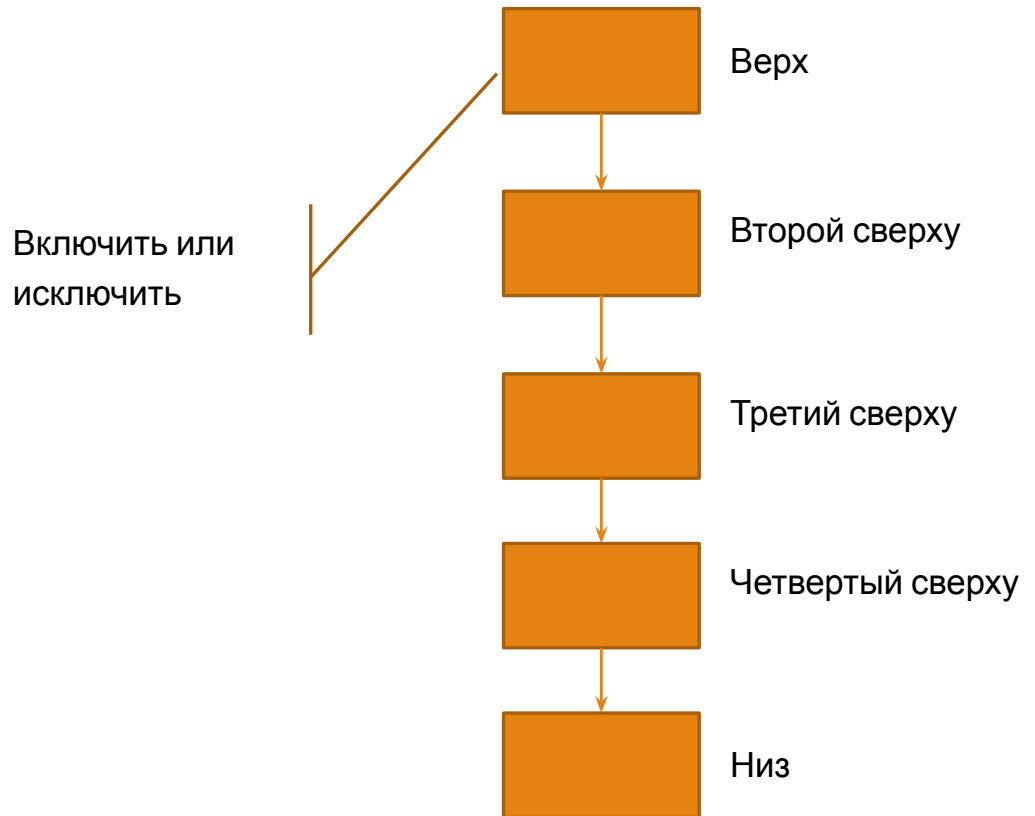 Верх
Второй сверху
Включить или
исключить
Третий сверху
Четвертый сверху
Низ